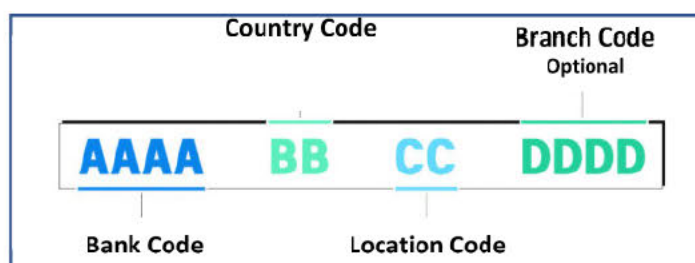 Country Code
Branch Code
Optional
AAAA BB CC DDDD
Bank Code Location Code